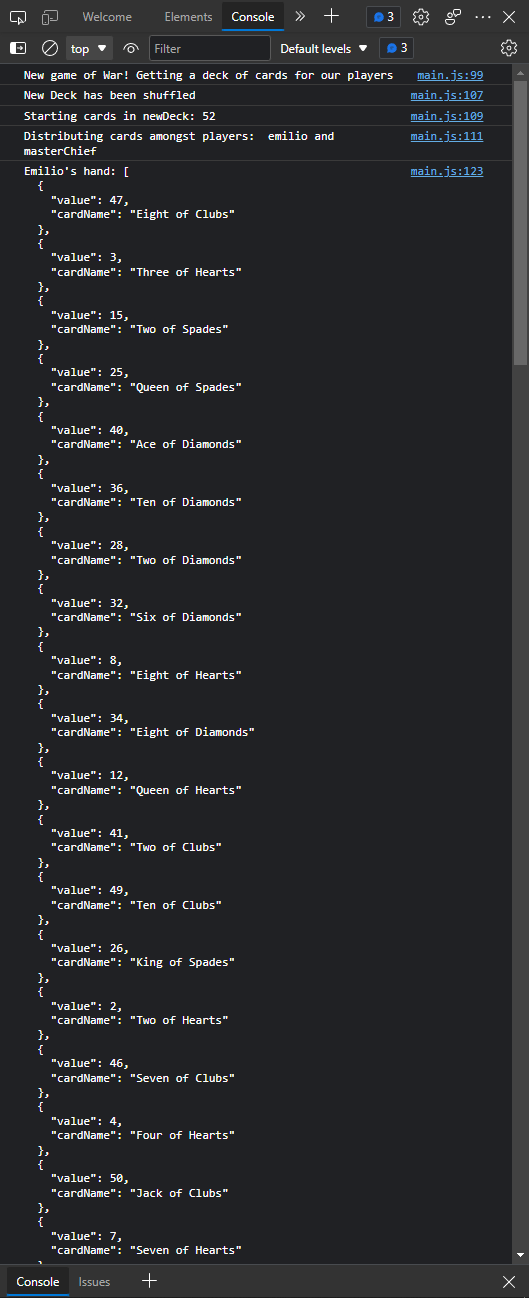 Welcome Elements Console 3
top Filter Default levels 3
New game of War! Getting a deck of cards for our players main.js:99
New Deck has been shuffled main.js:107
Starting cards in newDeck: 52 main.js:109
Distributing cards amongst players:  emilio and main.js:111
masterChief
Emilio's hand: [ main.js:123
{
"value": 47,
"cardName": "Eight of Clubs"
},
{
"value": 3,
"cardName": "Three of Hearts"
},
{
"value": 15,
"cardName": "Two of Spades"
},
{
"value": 25,
"cardName": "Queen of Spades"
},
{
"value": 40,
"cardName": "Ace of Diamonds"
},
{
"value": 36,
"cardName": "Ten of Diamonds"
},
{
"value": 28,
"cardName": "Two of Diamonds"
},
{
"value": 32,
"cardName": "Six of Diamonds"
},
{
"value": 8,
"cardName": "Eight of Hearts"
},
{
"value": 34,
"cardName": "Eight of Diamonds"
},
{
"value": 12,
"cardName": "Queen of Hearts"
},
{
"value": 41,
"cardName": "Two of Clubs"
},
{
"value": 49,
"cardName": "Ten of Clubs"
},
{
"value": 26,
"cardName": "King of Spades"
},
{
"value": 2,
"cardName": "Two of Hearts"
},
{
"value": 46,
"cardName": "Seven of Clubs"
},
{
"value": 4,
"cardName": "Four of Hearts"
},
{
"value": 50,
"cardName": "Jack of Clubs"
},
{
"value": 7,
"cardName": "Seven of Hearts"
Console Issues